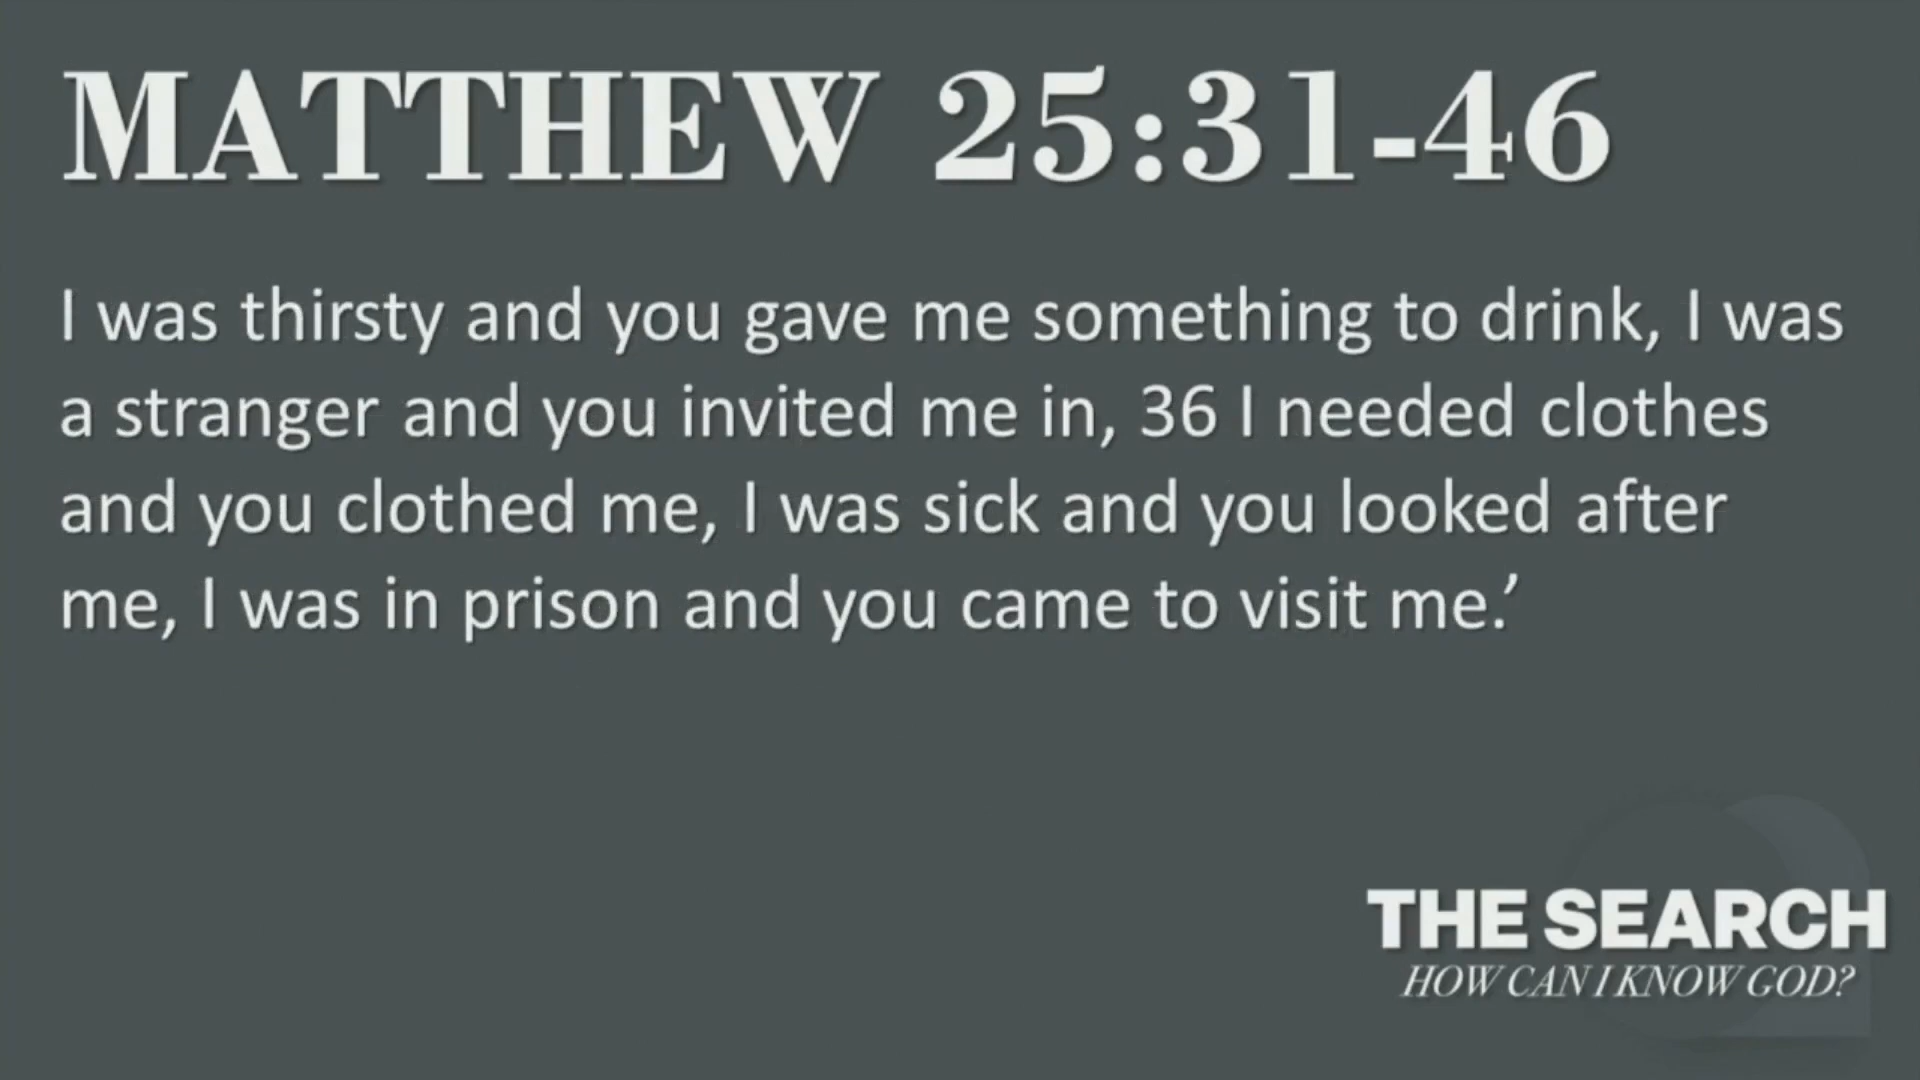 MATTHEW 25:31-46
I was thirsty and you gave me something to drink, I was
a stranger and you invited me in, 36 I needed clothes
and you clothed me, I was sick and you looked after
me, I was in prison and you came to visit me.’
THE SEARCH
HOW CAN I KNOW GOD?